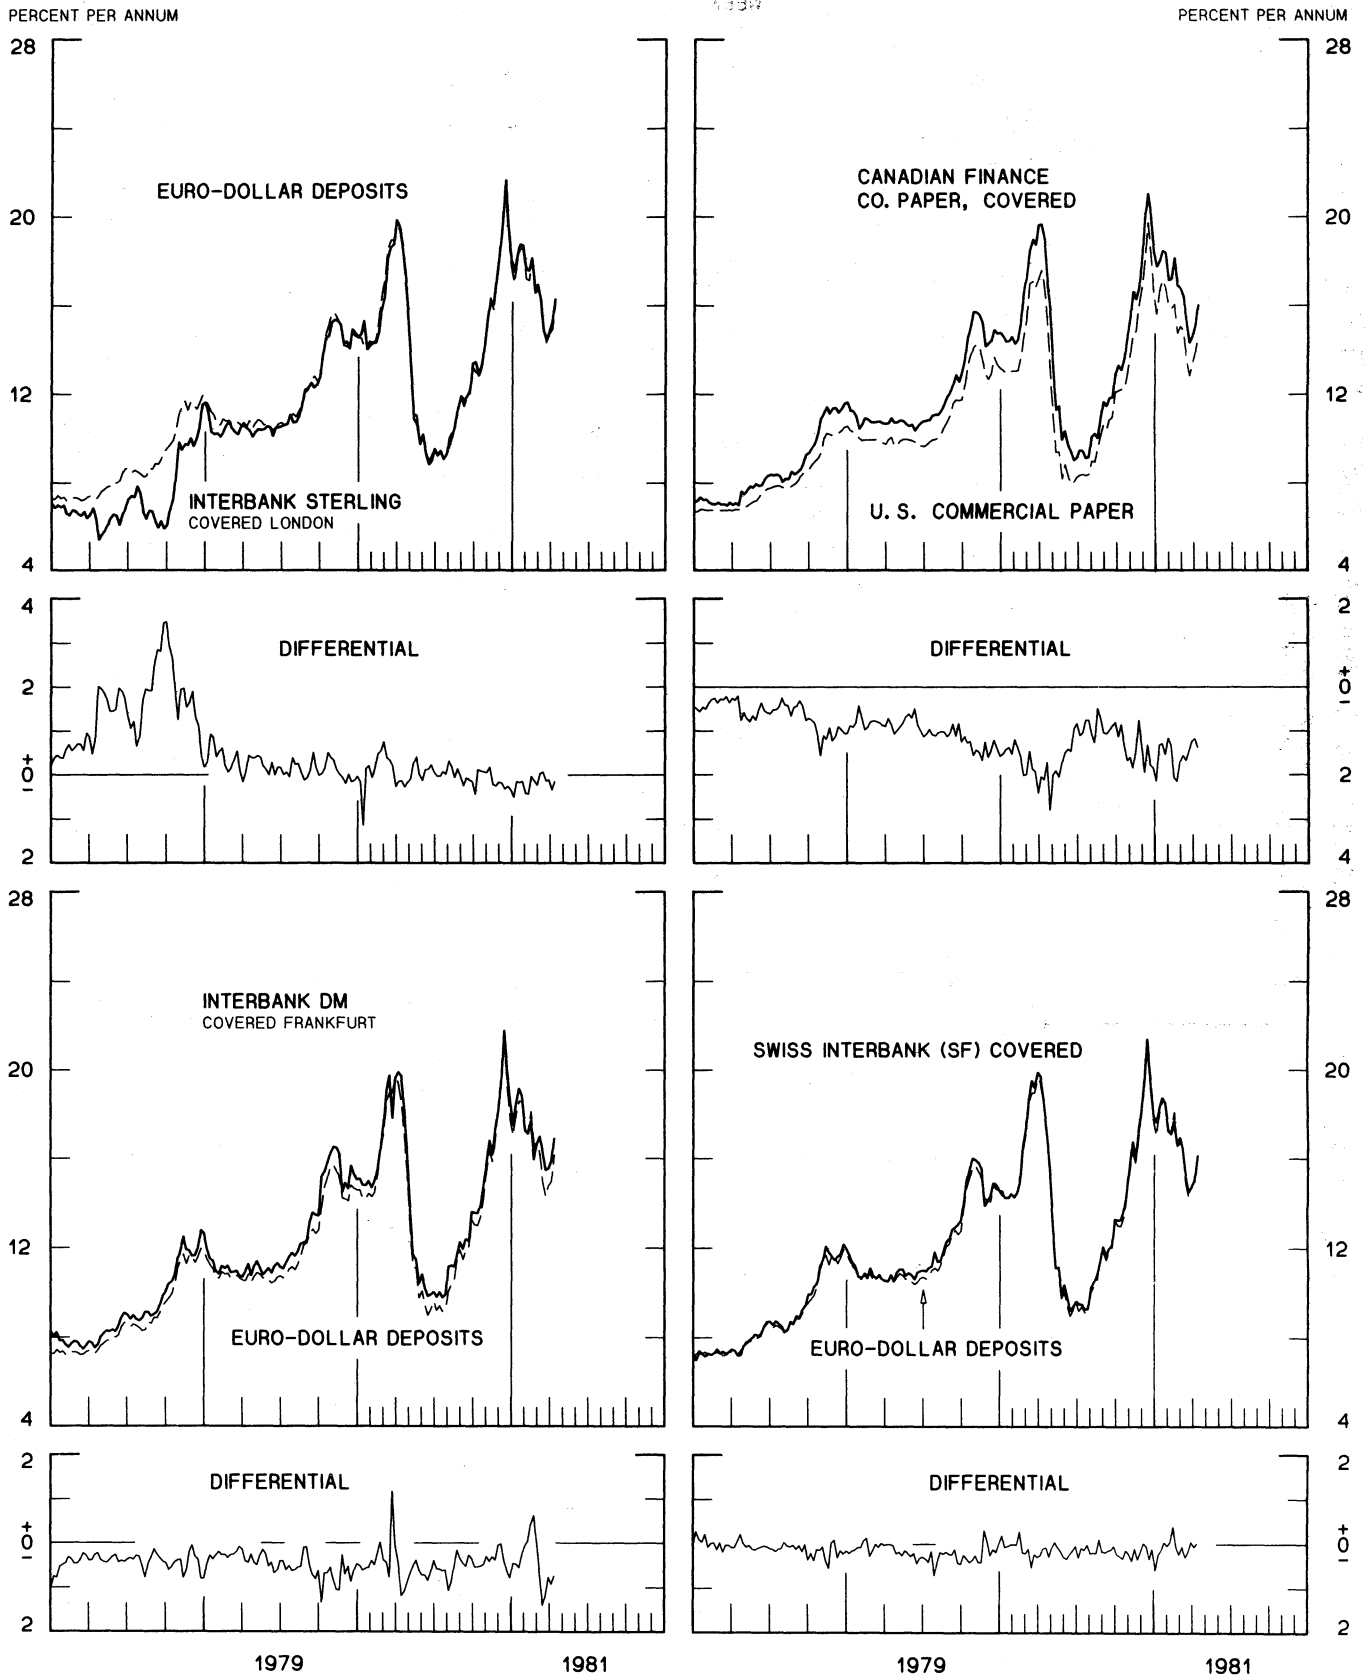 PERCENT PER ANNUM
PERCENT PER ANNUM
28
20
12
4
EURO-DOLLAR DEPOSITS
INTERBANK STERLING
COVERED LONDON
28
20
12
4
CANADIAN FINANCE
CO. PAPER, COVERED
U. S. COMMERCIAL PAPER
4
2
+
0
−
2
DIFFERENTIAL
2
+
0
−
2
4
DIFFERENTIAL
28
20
12
4
INTERBANK DM
COVERED FRANKFURT
EURO-DOLLAR DEPOSITS
28
20
12
4
SWISS INTERBANK (SF) COVERED
EURO-DOLLAR DEPOSITS
2
+
0
−
2
DIFFERENTIAL
2
+
0
−
2
DIFFERENTIAL
1979
1981
1979
1981